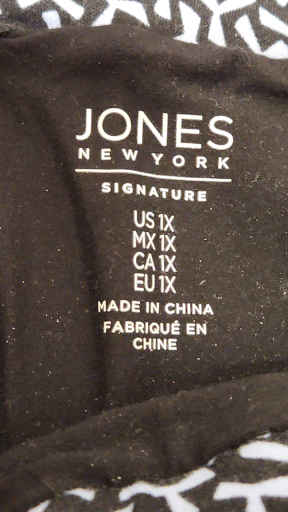 JONES
NEW YORK
SIGNATURE
US 1X
MX 1X
CA 1X
EU 1X
MADE IN CHINA
FABRIQUÉ EN
CHINE